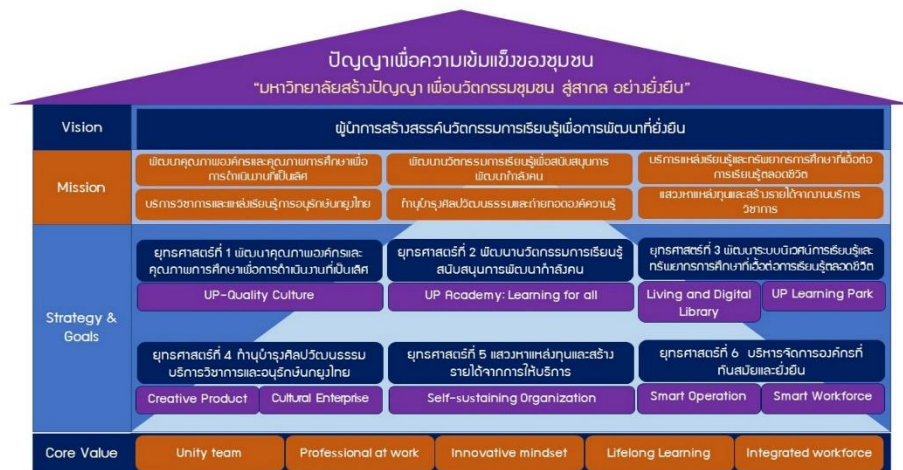 ปัญญาเพื่อความเข้มแข็งของชุมชน
“มหาวิทยาลัยสร้างปัญญา เพื่อนวัตกรรมชุมชน สู่สากล อย่างยั่งยืน”
Vision
ผู้นำการสร้างสรรค์นวัตกรรมการเรียนรู้เพื่อการพัฒนาที่ยั่งยืน
Mission
พัฒนาคุณภาพองค์กรและคุณภาพการศึกษาเพื่อ
การดำเนินงานที่เป็นเลิศ
พัฒนานวัตกรรมการเรียนรู้เพื่อสนับสนุนการ
พัฒนากำลังคน
บริการแหล่งเรียนรู้และทรัพยากรการศึกษาที่เอื้อต่อ
การเรียนรู้ตลอดชีวิต
บริการวิชาการและแหล่งเรียนรู้การอนุรักษ์นกยูงไทย
ทำนุบำรุงศิลปวัฒนธรรมและถ่ายทอดองค์ความรู้
แสวงหาแหล่งทุนและสร้างรายได้จากงานบริการ
วิชาการ
Strategy &
Goals
ยุทธศาสตร์ที่ 1 พัฒนาคุณภาพองค์กรและ
คุณภาพการศึกษาเพื่อการดำเนินงานที่เป็นเลิศ
UP-Quality Culture
ยุทธศาสตร์ที่ 2 พัฒนานวัตกรรมการเรียนรู้
สนับสนุนการพัฒนากำลังคน
UP Academy: Learning for all
ยุทธศาสตร์ที่ 3 พัฒนาระบบนิเวศน์การเรียนรู้และ
ทรัพยากรการศึกษาที่เอื้อต่อการเรียนรู้ตลอดชีวิต
Living and Digital
Library
UP Learning Park
ยุทธศาสตร์ที่ 4 ทำนุบำรุงศิลปวัฒนธรรม
บริการวิชาการและอนุรักษ์นกยูงไทย
Creative Product
Cultural Enterprise
ยุทธศาสตร์ที่ 5 แสวงหาแหล่งทุนและสร้าง
รายได้จากการให้บริการ
Self-sustaining Organization
ยุทธศาสตร์ที่ 6 บริหารจัดการองค์กรที่
ทันสมัยและยั่งยืน
Smart Operation
Smart Workforce
Core Value
Unity team
Professional at work
Innovative mindset
Lifelong Learning
Integrated workforce